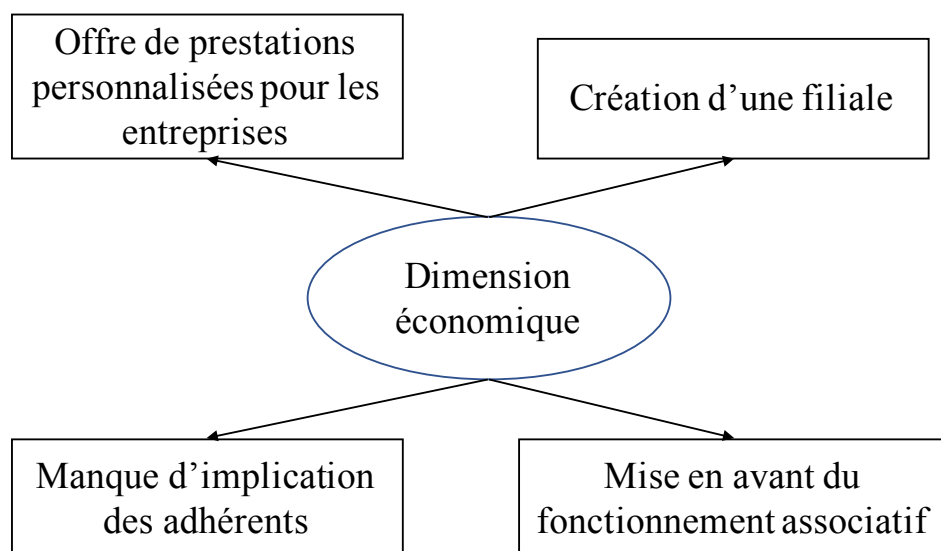 Offre de prestations
personnalisées pour les
entreprises
Création d’une filiale
Dimension
économique
Manque d’implication
des adhérents
Mise en avant du
fonctionnement associatif